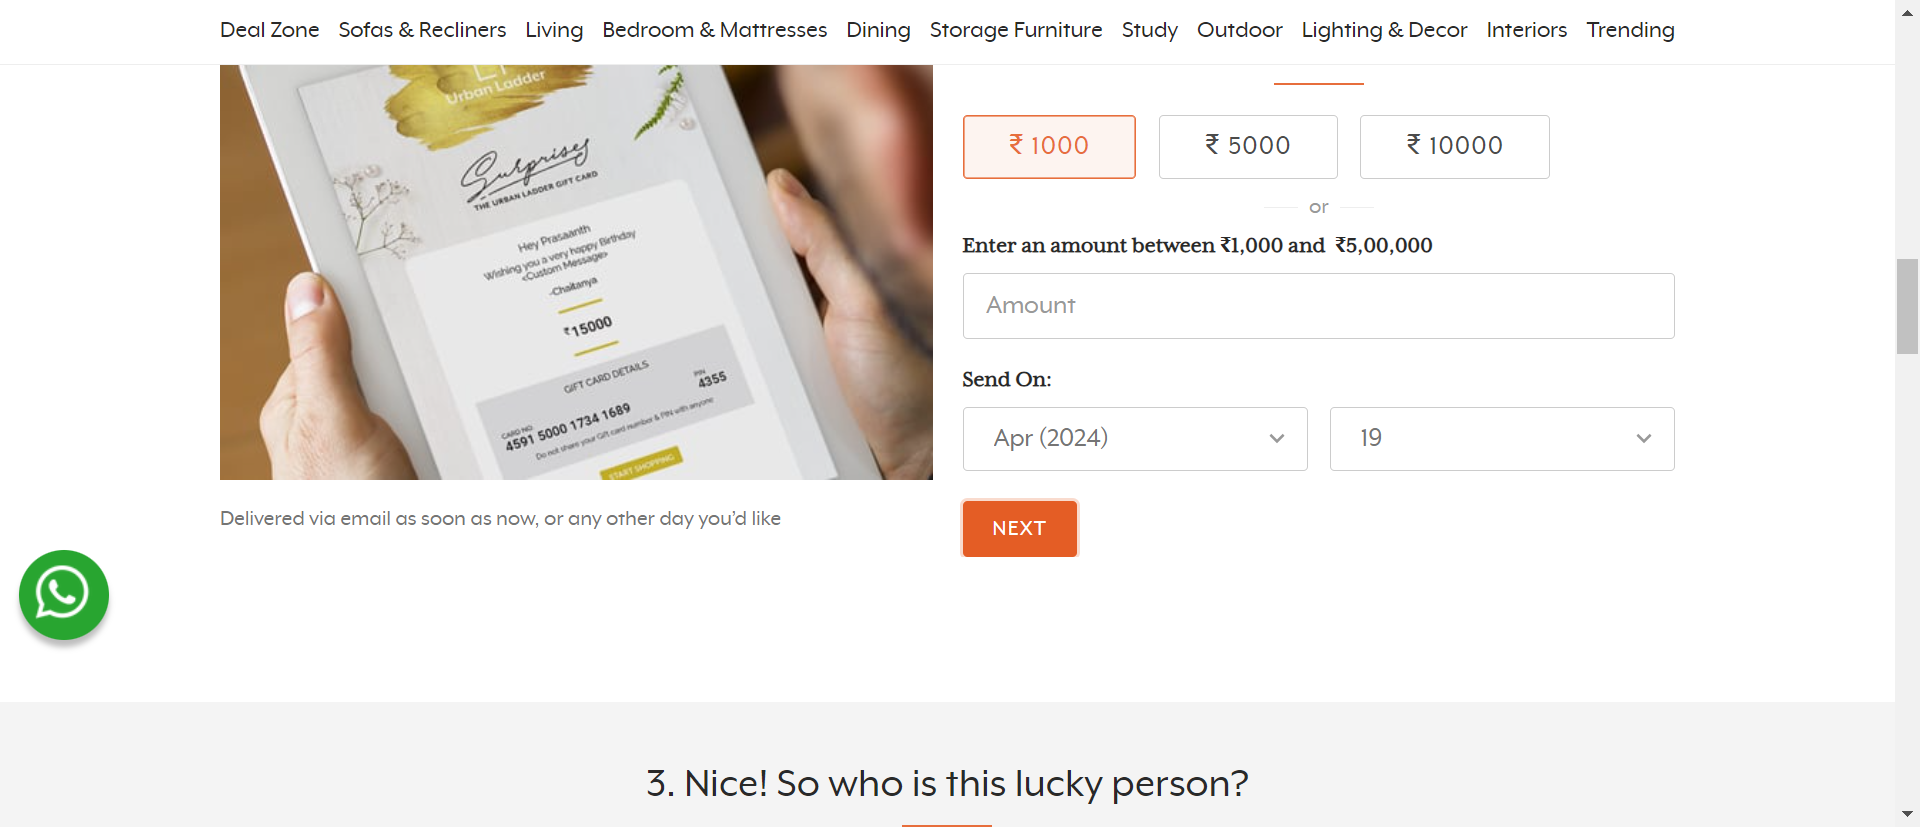 Deal Zone Sofas & Recliners Living Bedroom & Mattresses Dining Storage Furniture Study Outdoor Lighting & Decor Interiors Trending
Urban Ladder
Surprises
THE URBAN LADDER GIFT CARD
Hey Prasaanth
Wishing you a very happy Birthday
<Custom Message>
-Chaitanya
₹15000
GIFT CARD DETAILS
CARD NO. PIN
4591 5000 1734 1689 4355
Do not share your Gift card number & PIN with anyone
START SHOPPING
Delivered via email as soon as now, or any other day you’d like
₹ 1000 ₹ 5000 ₹ 10000
or
Enter an amount between ₹1,000 and ₹5,00,000
Amount
Send On:
Apr (2024) 19
NEXT
3. Nice! So who is this lucky person?